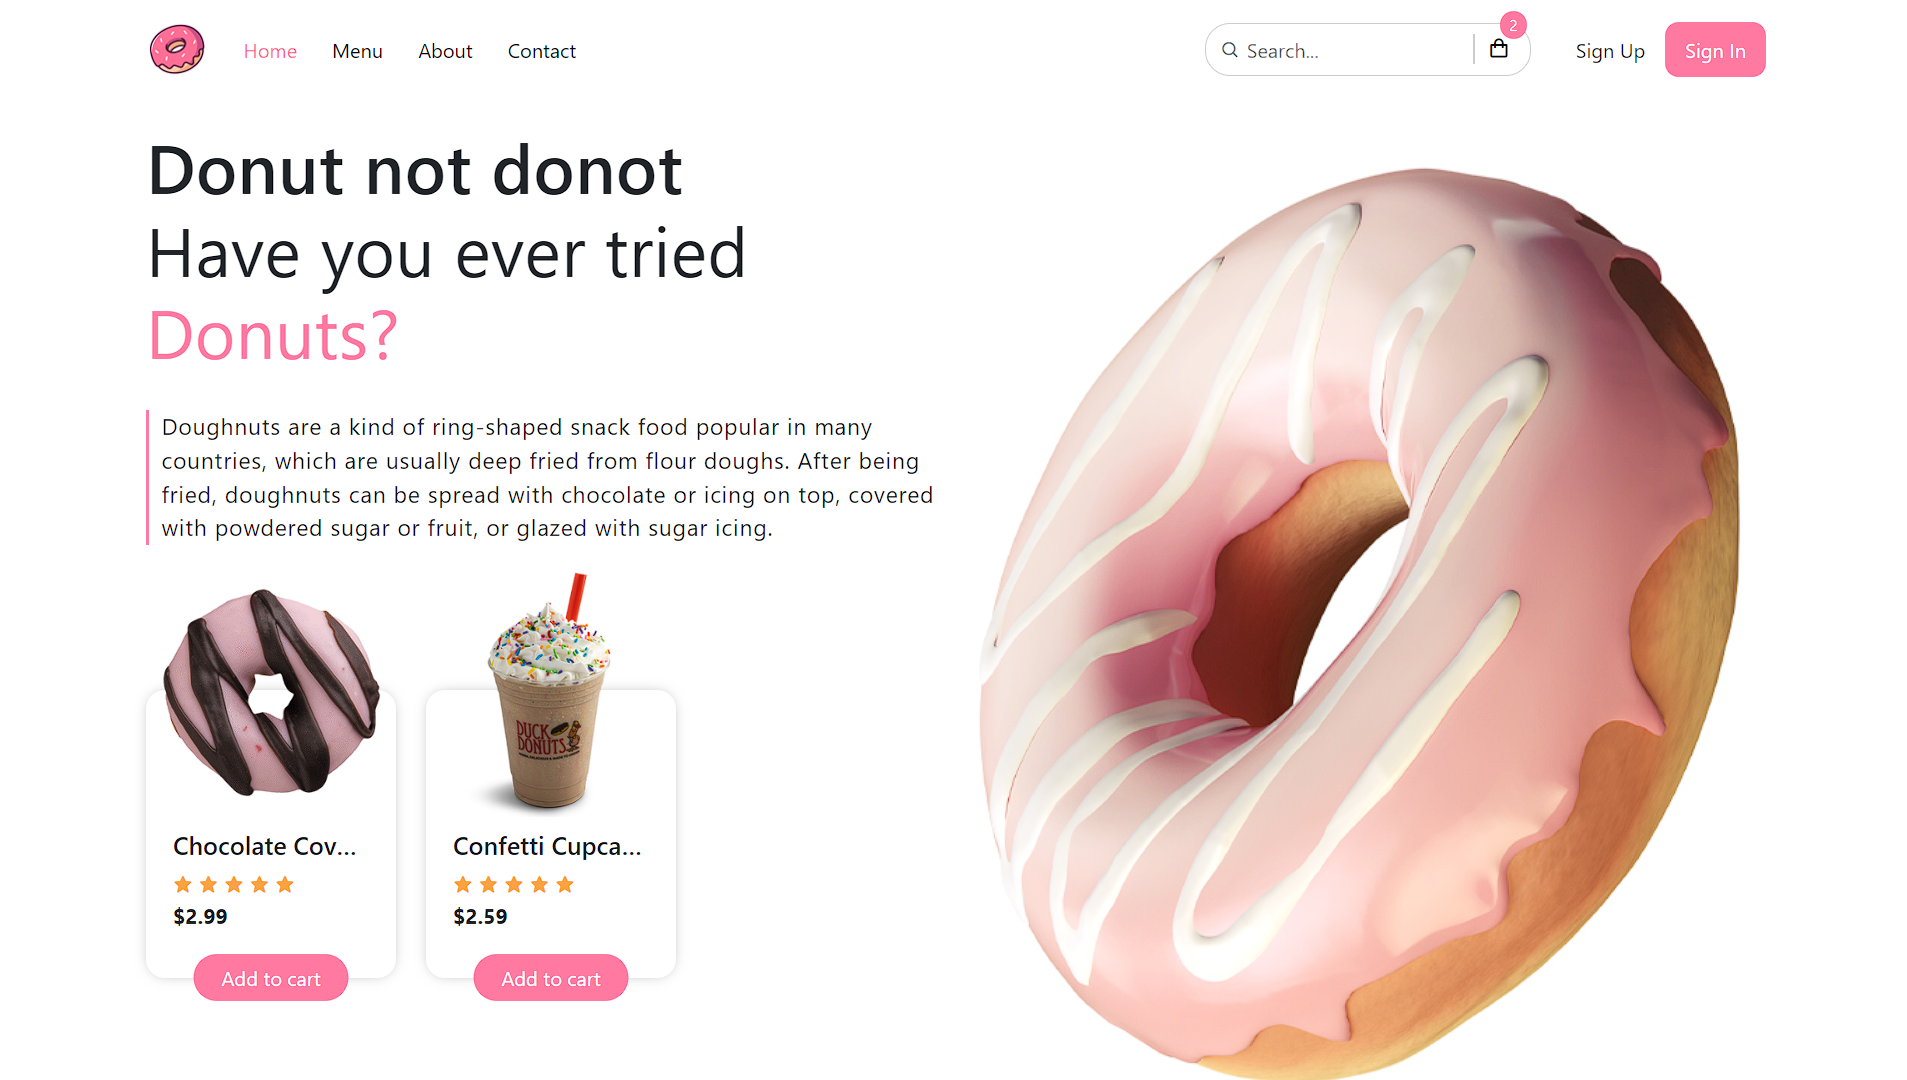 Home Menu About Contact Search... 2 Sign Up Sign In
Donut not donot
Have you ever tried
Donuts?
Doughnuts are a kind of ring-shaped snack food popular in many
countries, which are usually deep fried from flour doughs. After being
fried, doughnuts can be spread with chocolate or icing on top, covered
with powdered sugar or fruit, or glazed with sugar icing.
DUCK
DONUTS
Chocolate Cov...
$2.99
Add to cart
Confetti Cupca...
$2.59
Add to cart